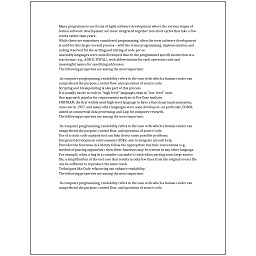 Many programmers use forms of Agile software development where the various stages of
formal software development are more integrated together into short cycles that take a few
weeks rather than years.
While these are sometimes considered programming, often the term software development
is used for this larger overall process – with the terms programming, implementation, and
coding reserved for the writing and editing of code per se.
Assembly languages were soon developed that let the programmer specify instruction in a
text format (e.g., ADD X, TOTAL), with abbreviations for each operation code and
meaningful names for specifying addresses.
The following properties are among the most important:

In computer programming, readability refers to the ease with which a human reader can
comprehend the purpose, control flow, and operation of source code.
Scripting and breakpointing is also part of this process.
It is usually easier to code in "high-level" languages than in "low-level" ones.
One approach popular for requirements analysis is Use Case analysis.
FORTRAN, the first widely used high-level language to have a functional implementation,
came out in 1957, and many other languages were soon developed—in particular, COBOL
aimed at commercial data processing, and Lisp for computer research.
The following properties are among the most important:

In computer programming, readability refers to the ease with which a human reader can
comprehend the purpose, control flow, and operation of source code.
Use of a static code analysis tool can help detect some possible problems.
Integrated development environments (IDEs) aim to integrate all such help.
Provided the functions in a library follow the appropriate run-time conventions (e.g.,
method of passing arguments), then these functions may be written in any other language.
For example, when a bug in a compiler can make it crash when parsing some large source
file, a simplification of the test case that results in only few lines from the original source file
can be sufficient to reproduce the same crash.
Techniques like Code refactoring can enhance readability.
The following properties are among the most important:

In computer programming, readability refers to the ease with which a human reader can
comprehend the purpose, control flow, and operation of source code.